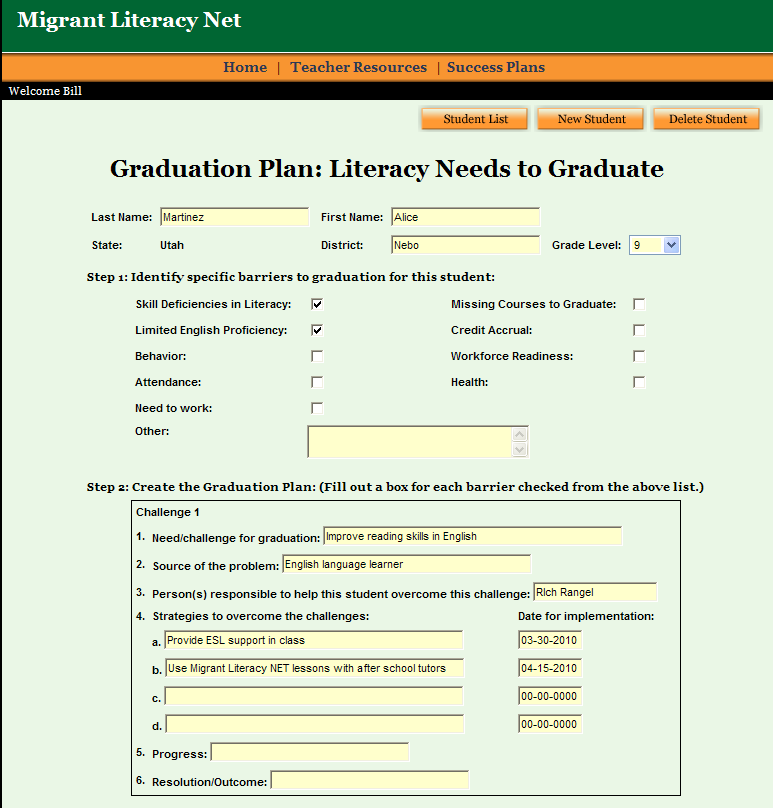 Migrant Literacy Net
Home | Teacher Resources | Success Plans
Welcome Bill
Student List New Student Delete Student
Graduation Plan: Literacy Needs to Graduate
Last Name: Martinez First Name: Alice
State: Utah District: Nebo Grade Level: 9
Step 1: Identify specific barriers to graduation for this student:
Skill Deficiencies in Literacy: Missing Courses to Graduate:
Limited English Proficiency: Credit Accrual:
Behavior: Workforce Readiness:
Attendance: Health:
Need to work:
Other:
Step 2: Create the Graduation Plan: (Fill out a box for each barrier checked from the above list.)
Challenge 1
1. Need/challenge for graduation: Improve reading skills in English
2. Source of the problem: English language learner
3. Person(s) responsible to help this student overcome this challenge: Rich Rangel
4. Strategies to overcome the challenges: Date for implementation:
a. Provide ESL support in class 03-30-2010
b. Use Migrant Literacy NET lessons with after school tutors 04-15-2010
c. 00-00-0000
d. 00-00-0000
5. Progress:
6. Resolution/Outcome: